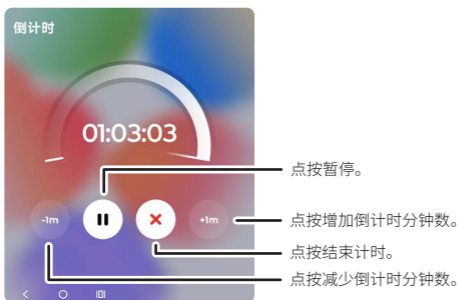 倒计时
01:03:03
点按暂停。
-1m
+1m
点按增加倒计时分钟数。
点按结束计时。
点按减少倒计时分钟数。